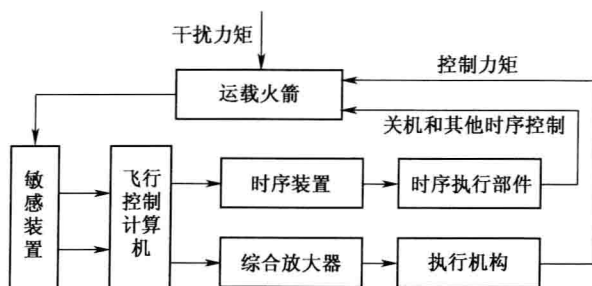 干扰力矩
控制力矩
运载火箭
关机和其他时序控制
敏感装置
飞行控制计算机
时序装置
时序执行部件
综合放大器
执行机构